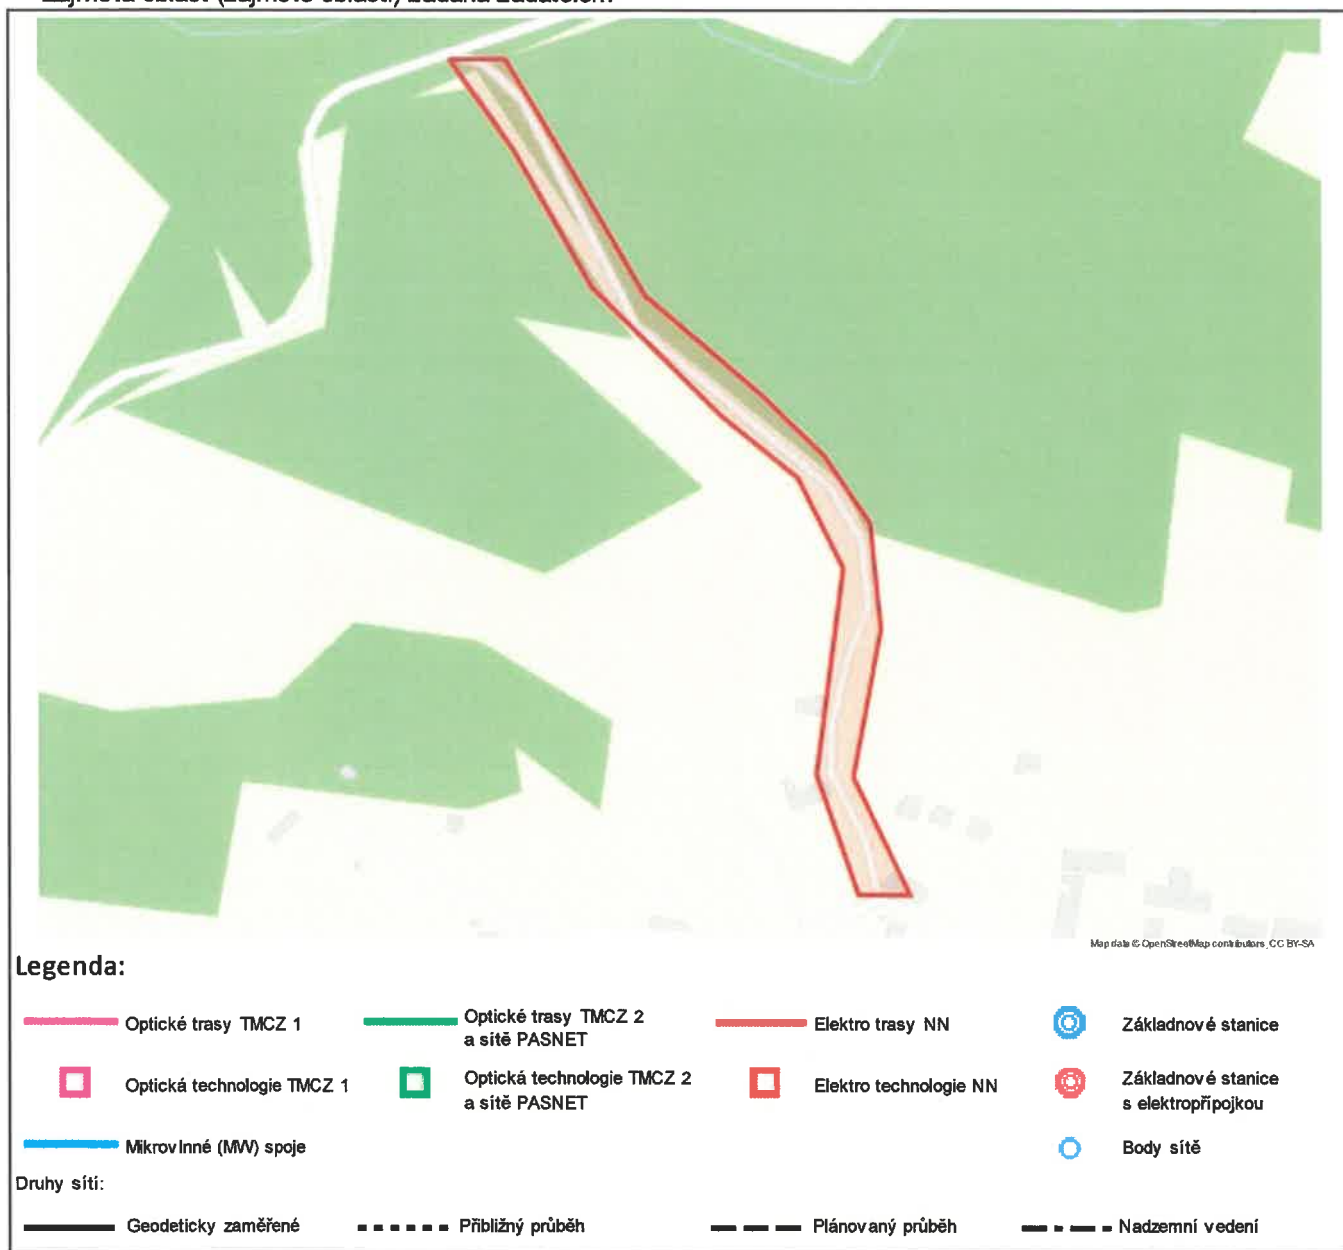 Map data © OpenStreetMap contributors, CC BY-SA
Legenda:
Optické trasy TMCZ 1
Optické trasy TMCZ 2
a sítě PASNET
Elektro trasy NN
Základnové stanice
Optická technologie TMCZ 1
Optická technologie TMCZ 2
a sítě PASNET
Elektro technologie NN
Základnové stanice
s elektropřípojkou
Mikrovlnné (MW) spoje
Body sítě
Druhy sítí:
Geodeticky zaměřené
Přibližný průběh
Plánovaný průběh
Nadzemní vedení